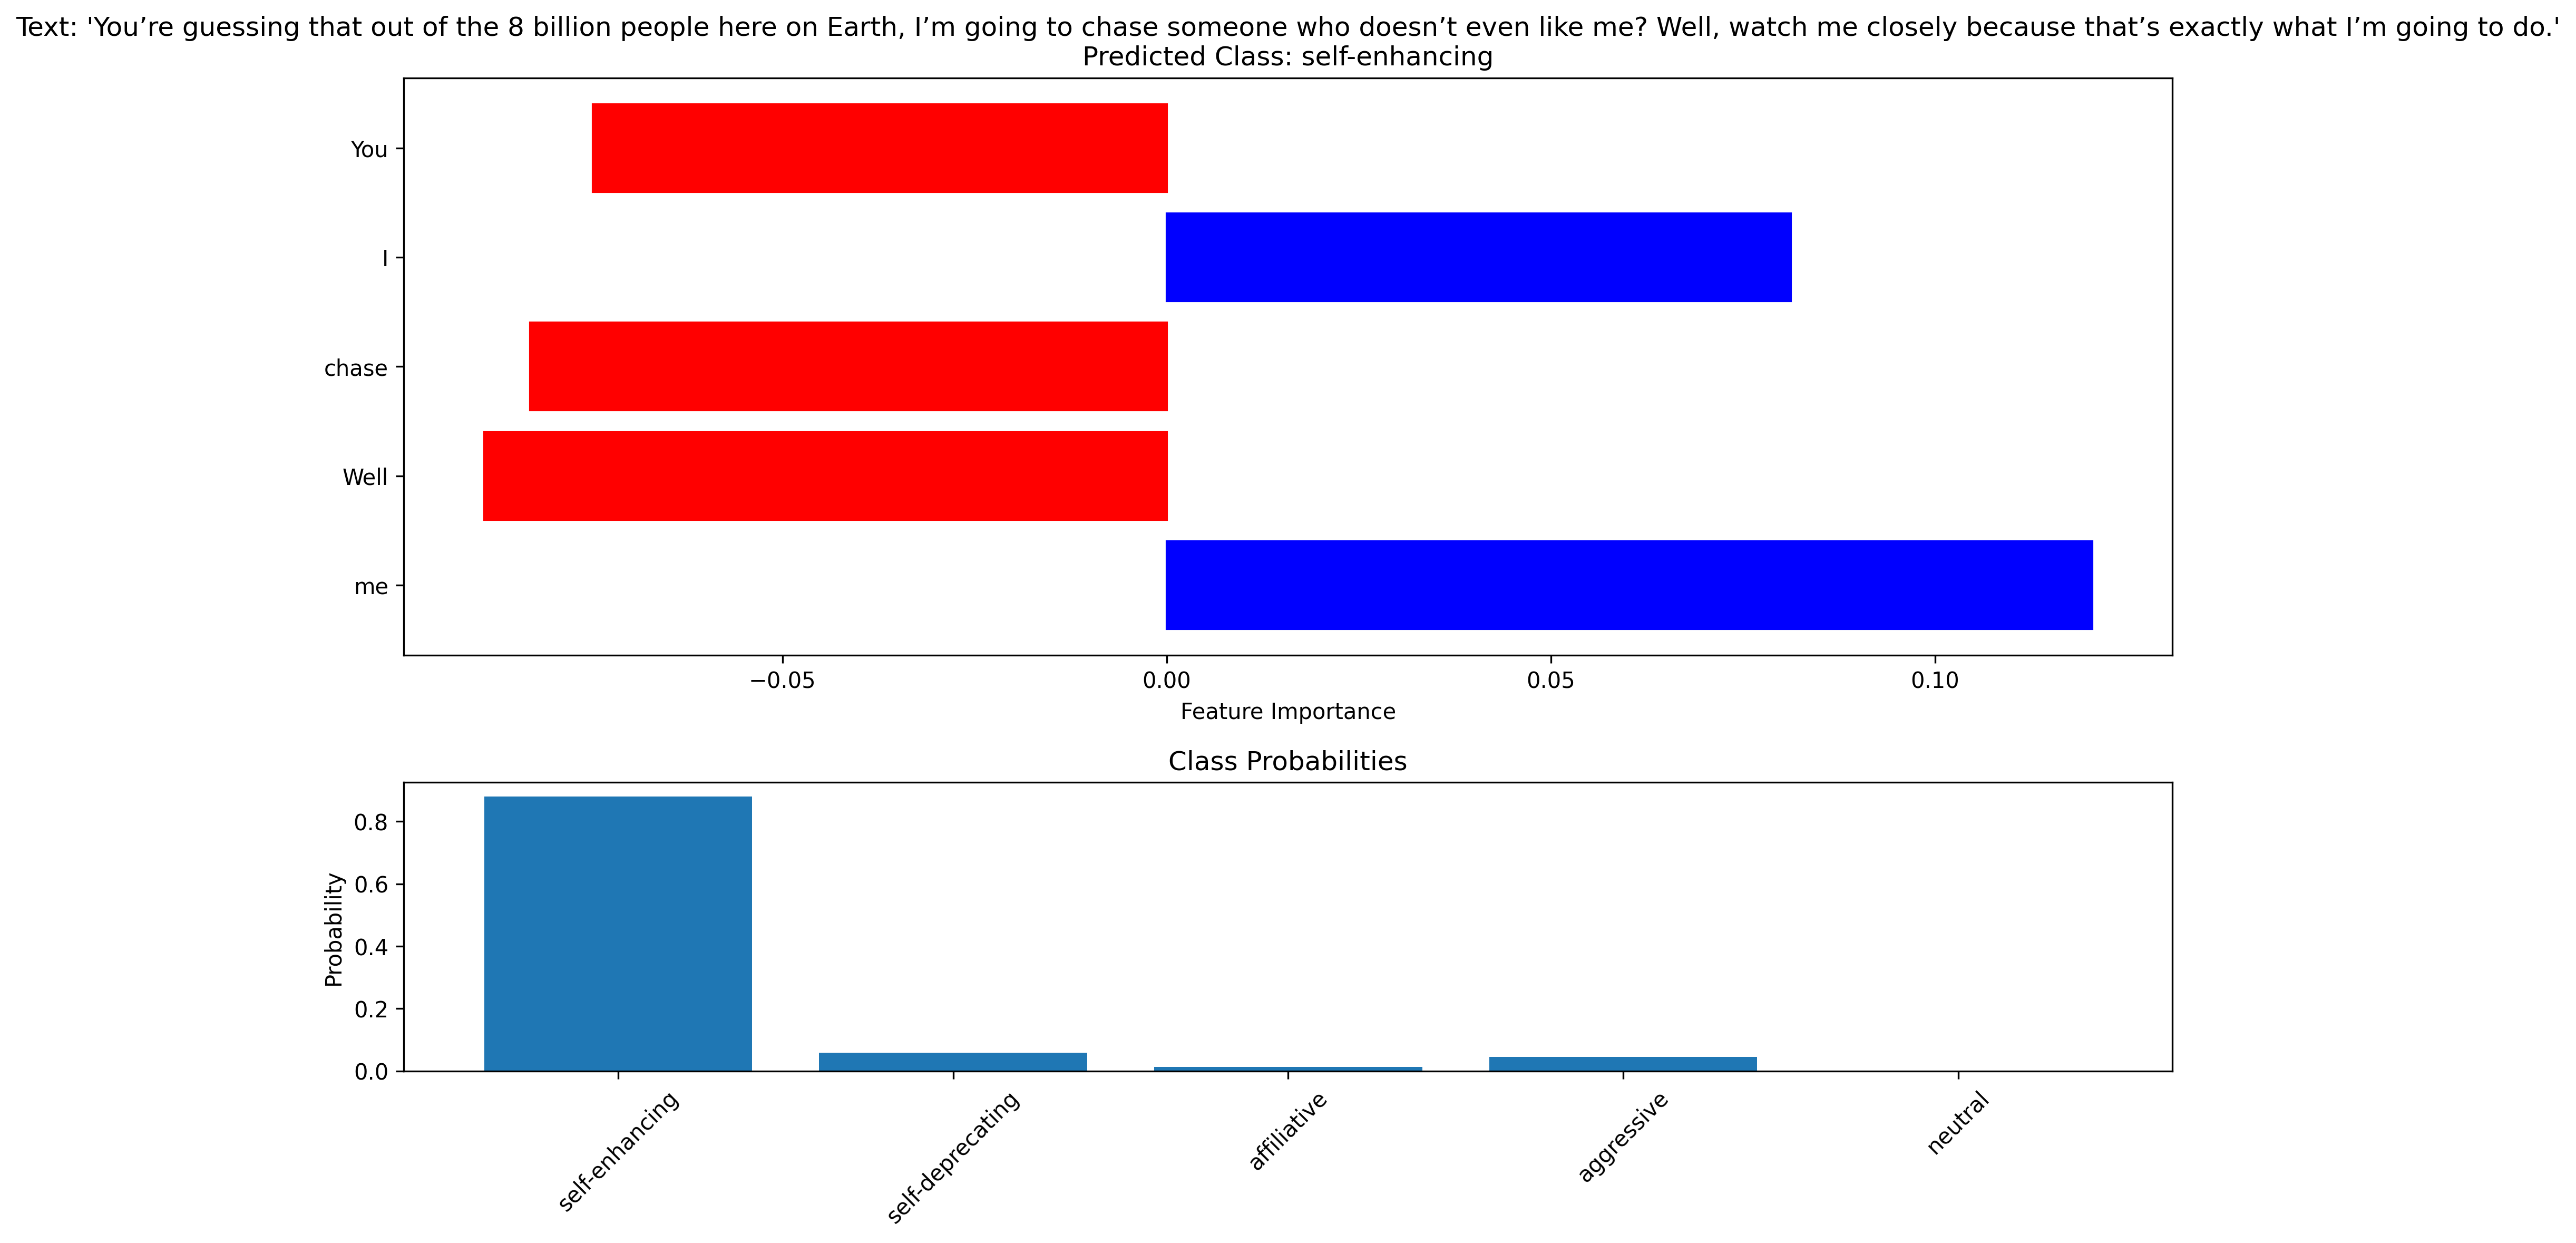 Text: 'You’re guessing that out of the 8 billion people here on Earth, I’m going to chase someone who doesn’t even like me? Well, watch me closely because that’s exactly what I’m going to do.'
Predicted Class: self-enhancing
You
I
chase
Well
me
−0.05 0.00 0.05 0.10
Feature Importance
Class Probabilities
Probability
0.8
0.6
0.4
0.2
0.0
self-enhancing self-deprecating affiliative aggressive neutral